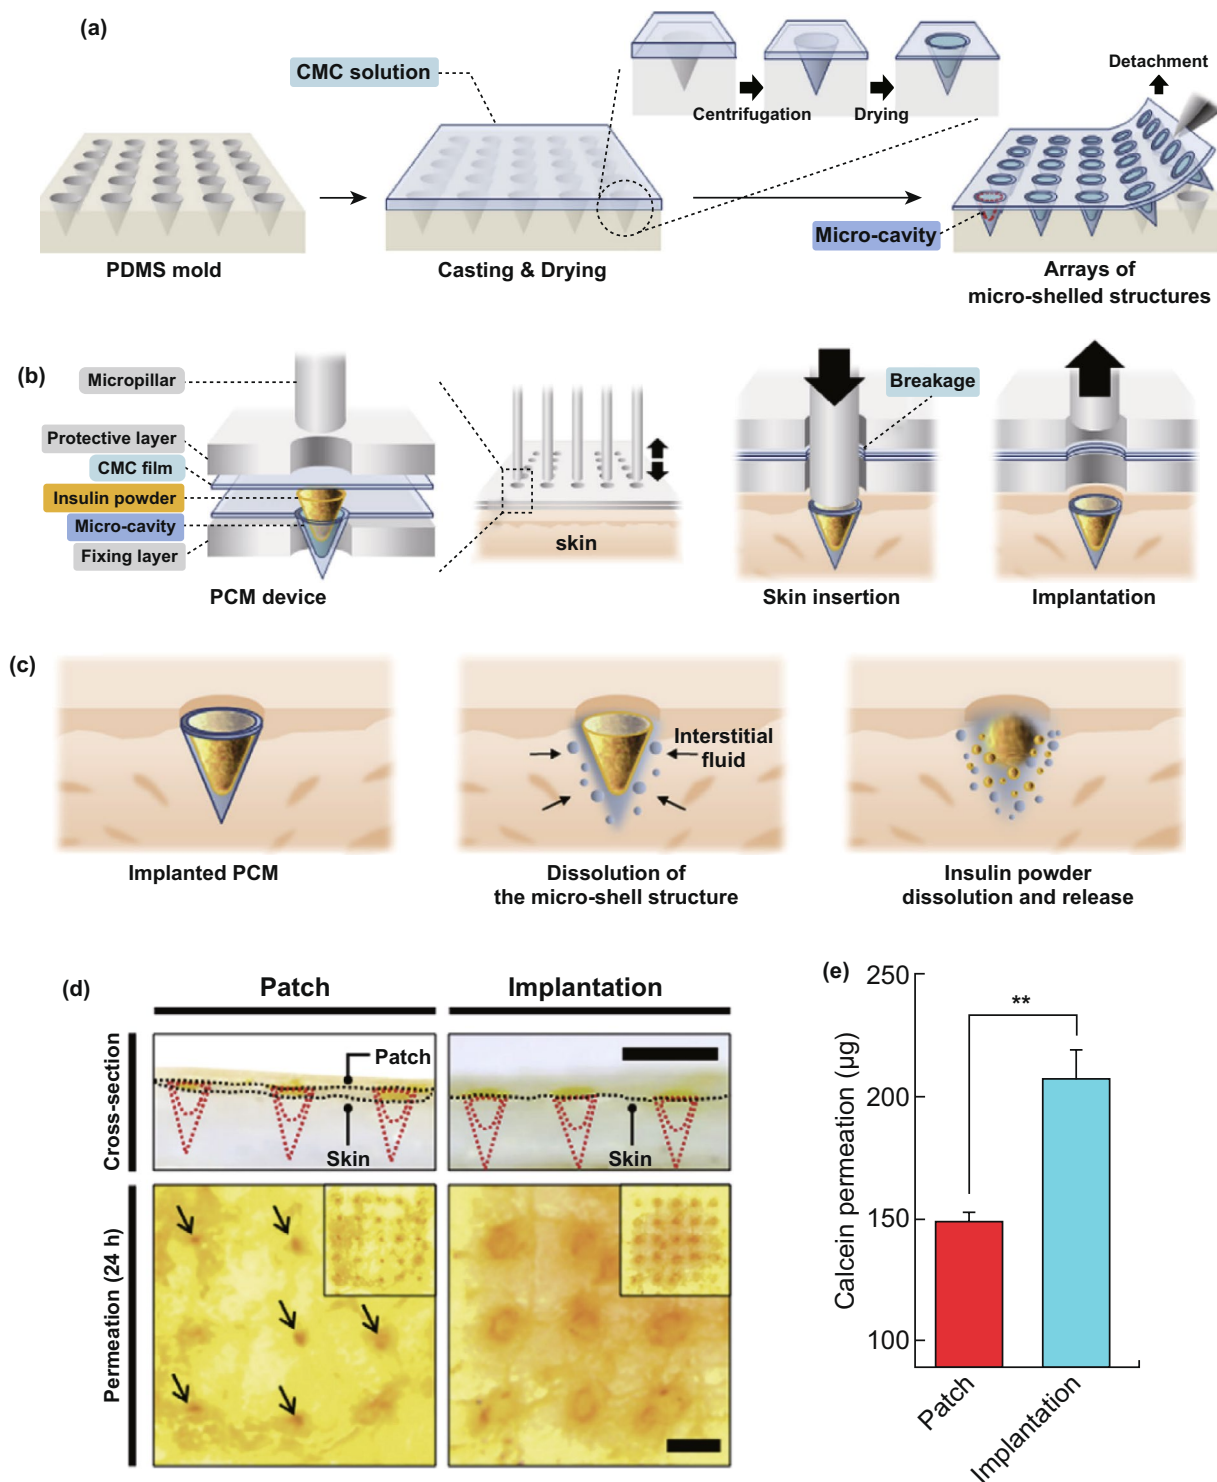 (a)
CMC solution
Centrifugation
Drying
Detachment
Micro-cavity
PDMS mold
Casting & Drying
Arrays of
micro-shelled structures
(b)
Micropillar
Protective layer
CMC film
Insulin powder
Micro-cavity
Fixing layer
PCM device
skin
Breakage
Skin insertion
Implantation
(c)
Interstitial
fluid
Implanted PCM
Dissolution of
the micro-shell structure
Insulin powder
dissolution and release
(d)
Patch
Implantation
Cross-section
Patch
Skin
Skin
Permeation (24 h)
(e)
Calcein permeation (µg)
250
200
150
100
**
Patch
Implantation